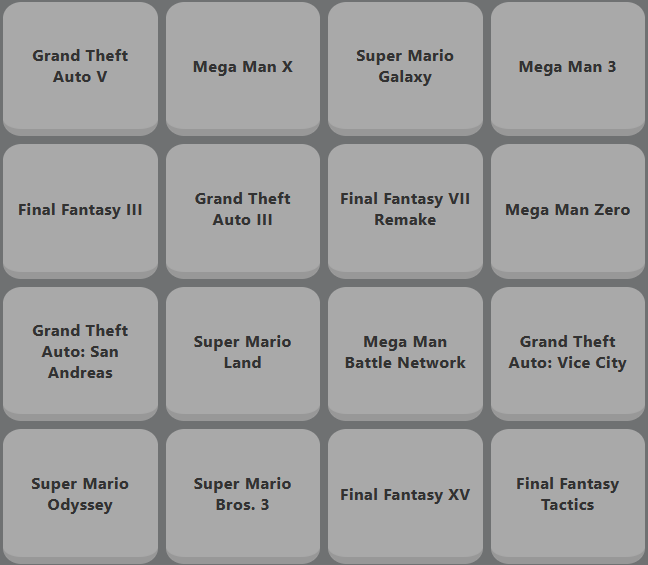 Grand Theft
Auto V
Mega Man X
Super Mario
Galaxy
Mega Man 3
Final Fantasy III
Grand Theft
Auto III
Final Fantasy VII
Remake
Mega Man Zero
Grand Theft
Auto: San
Andreas
Super Mario
Land
Mega Man
Battle Network
Grand Theft
Auto: Vice City
Super Mario
Odyssey
Super Mario
Bros. 3
Final Fantasy XV
Final Fantasy
Tactics